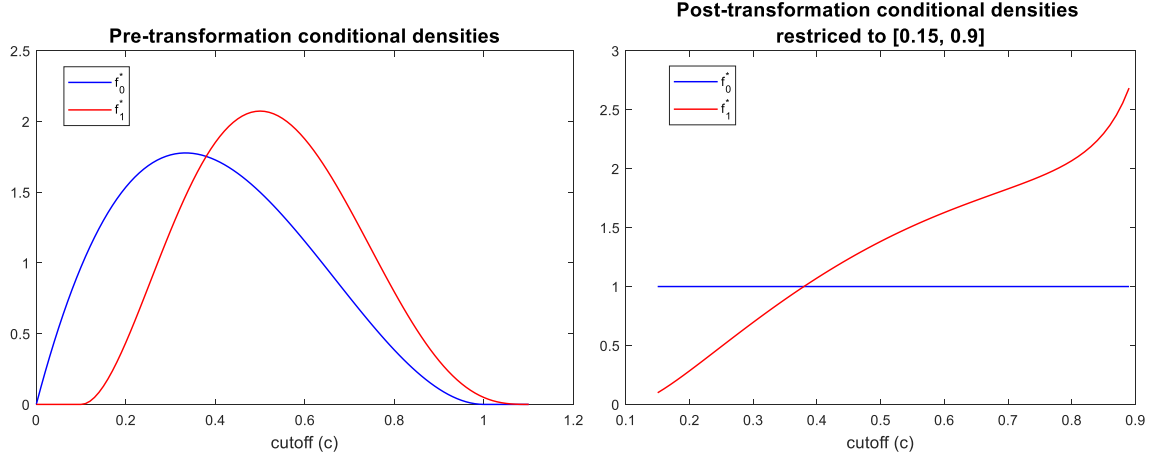 Pre-transformation conditional densities
2.5
2
1.5
1
0.5
0
0 0.2 0.4 0.6 0.8 1 1.2
cutoff (c)
f*0
f*1
Post-transformation conditional densities
restriced to [0.15, 0.9]
3
2.5
2
1.5
1
0.5
0
0.1 0.2 0.3 0.4 0.5 0.6 0.7 0.8 0.9
cutoff (c)
f*0
f*1